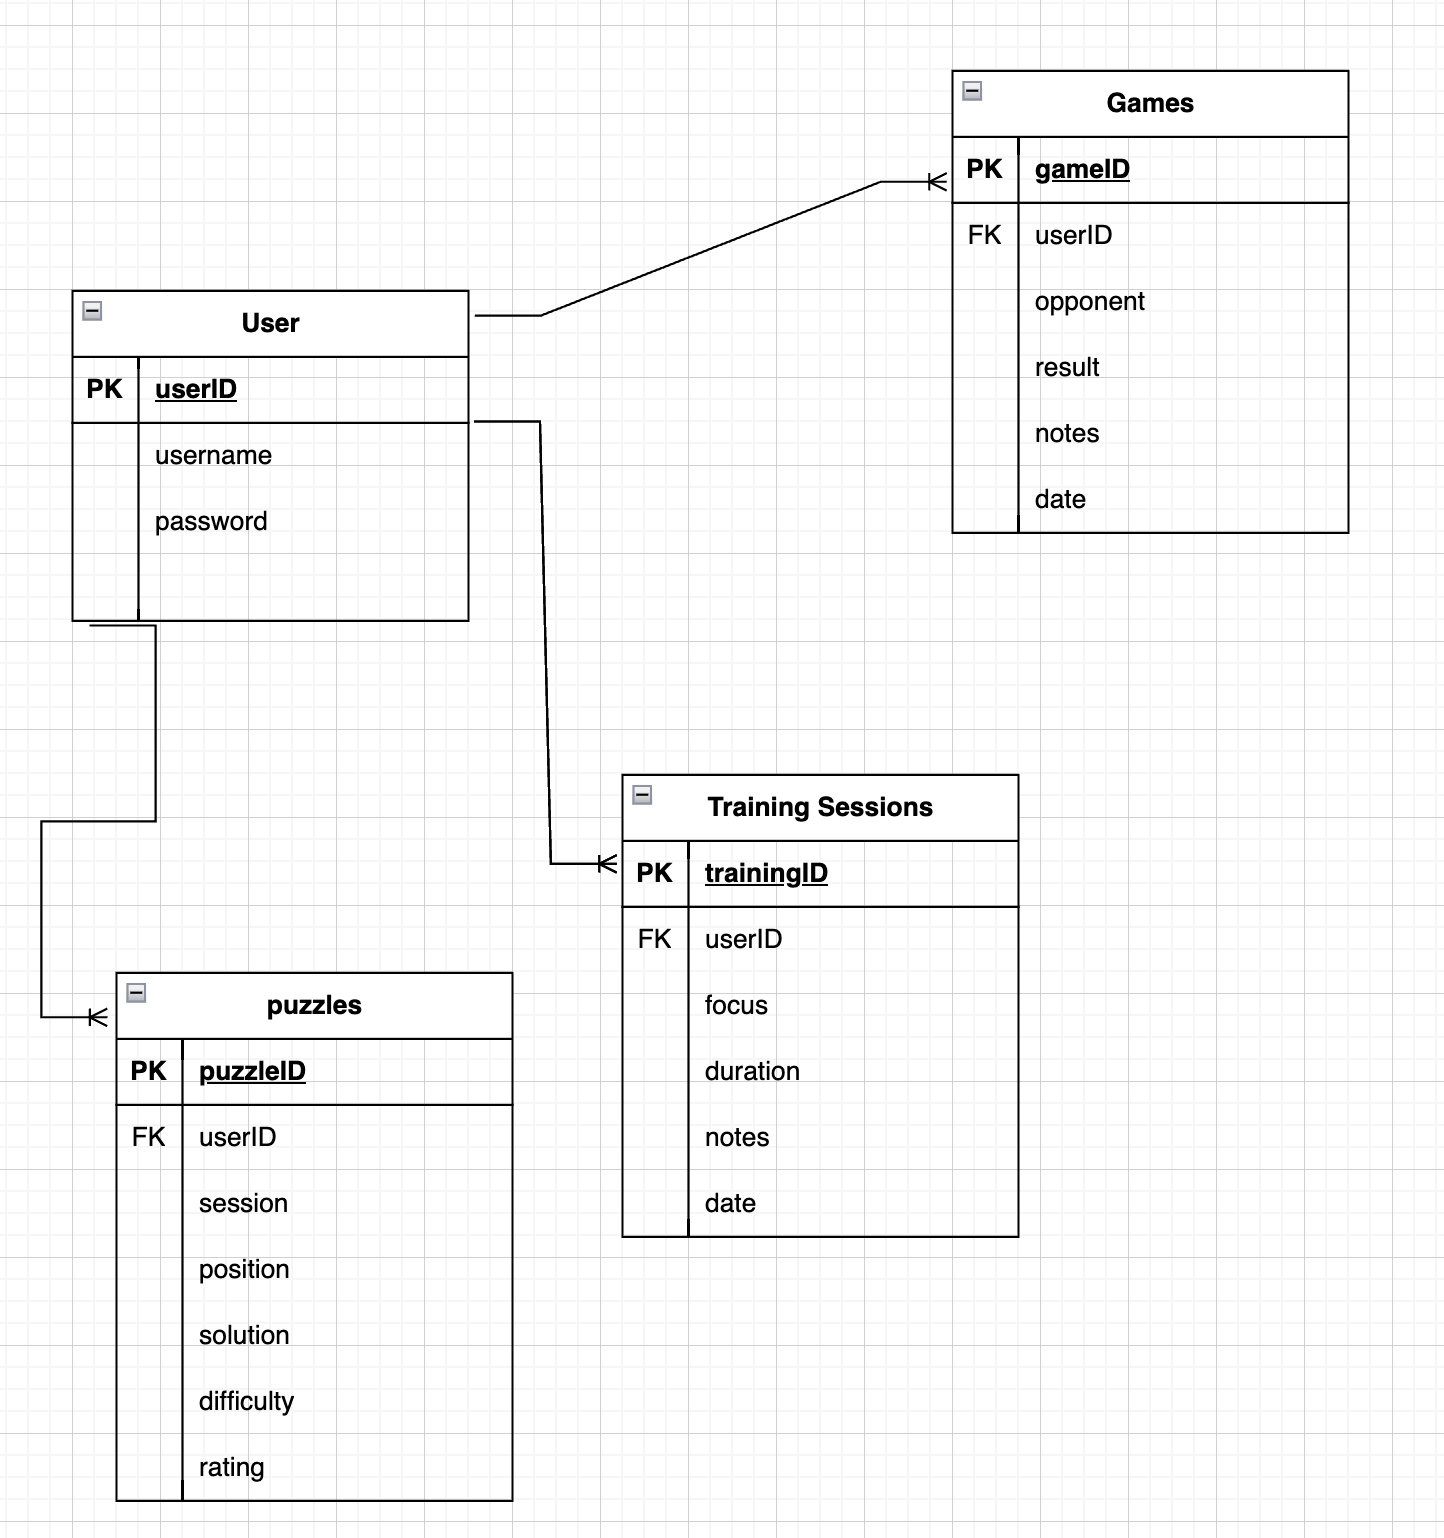 Games
PK gameID
FK userID
opponent
result
notes
date
User
PK userID
username
password
Training Sessions
PK trainingID
FK userID
focus
duration
notes
date
puzzles
PK puzzleID
FK userID
session
position
solution
difficulty
rating